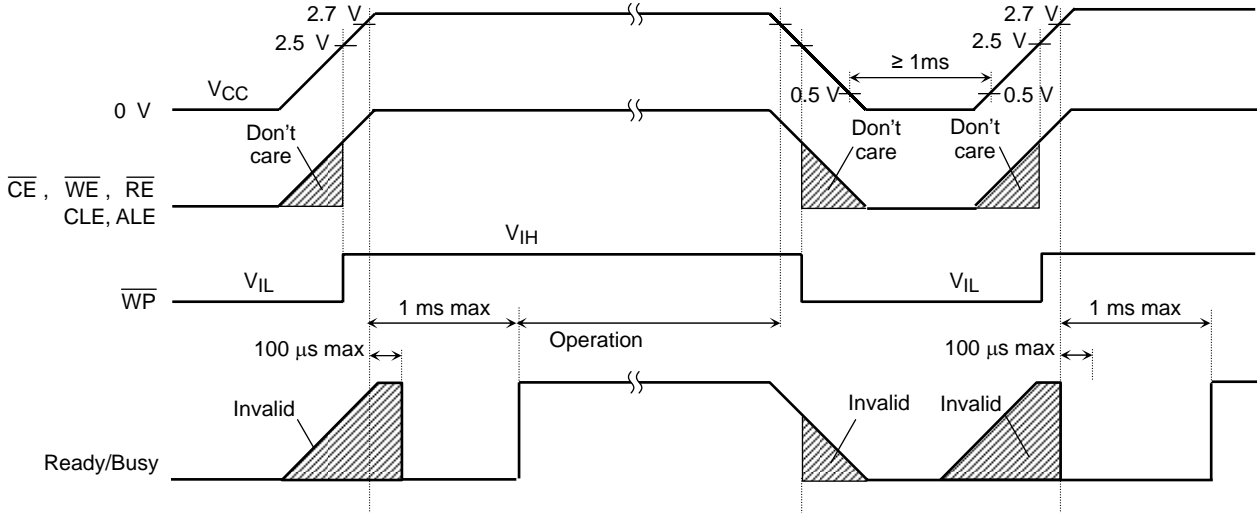 2.7 V
2.7 V
2.5 V
2.5 V
≥ 1ms
VCC
0.5 V
0.5 V
0 V
Don't care
Don't care
Don't care
CE , WE , RE
CLE, ALE
VIH
VIL
VIL
WP
1 ms max
1 ms max
Operation
100 μs max
100 μs max
Invalid
Invalid
Invalid
Ready/Busy